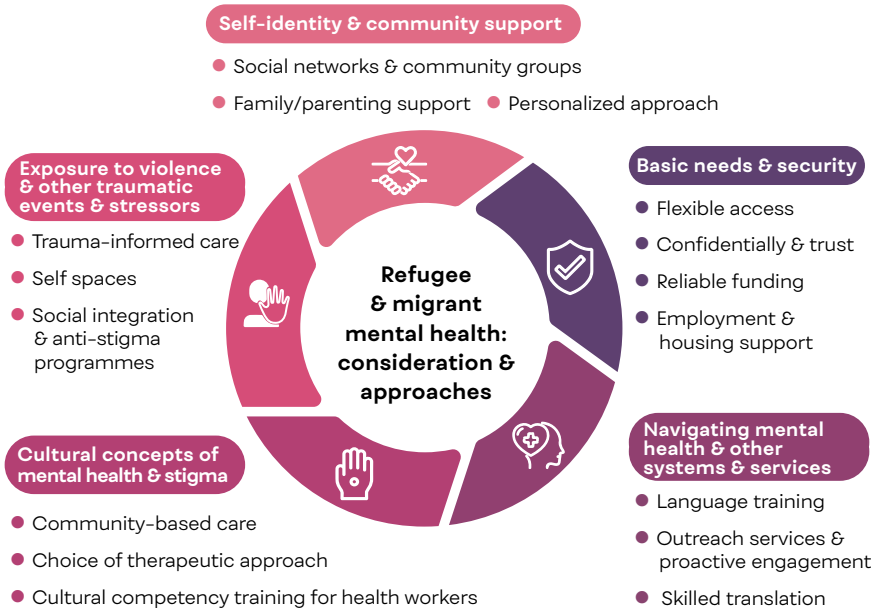 Self-identity & community support
Social networks & community groups
Family/parenting support
Personalized approach
Exposure to violence
& other traumatic
events & stressors
Trauma-informed care
Self spaces
Social integration
& anti-stigma
programmes
Refugee
& migrant
mental health:
consideration &
approaches
Basic needs & security
Flexible access
Confidentially & trust
Reliable funding
Employment &
housing support
Cultural concepts of
mental health & stigma
Community-based care
Choice of therapeutic approach
Cultural competency training for health workers
Navigating mental
health & other
systems & services
Language training
Outreach services &
proactive engagement
Skilled translation